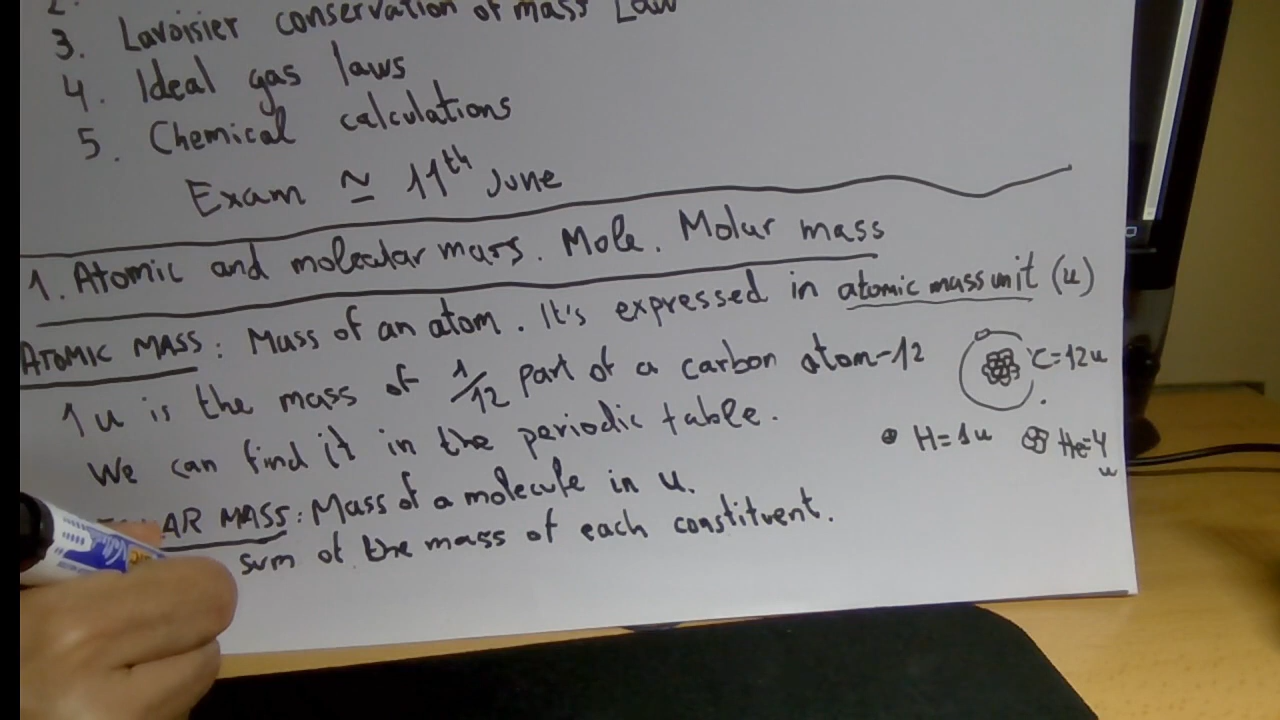 2.
3. Lavoisier conservation of mass Law
4. Ideal gas laws
5. Chemical calculations
Exam ≃ 11th June
1. Atomic and molecular mass. Mole. Molar mass
ATOMIC MASS: Mass of an atom. It's expressed in atomic mass unit (u)
1u is the mass of 1/12 part of a carbon atom-12
C=12u
We can find it in the periodic table.
H=1u He=4u
AR MASS: Mass of a molecule in u.
sum of the mass of each constituent.